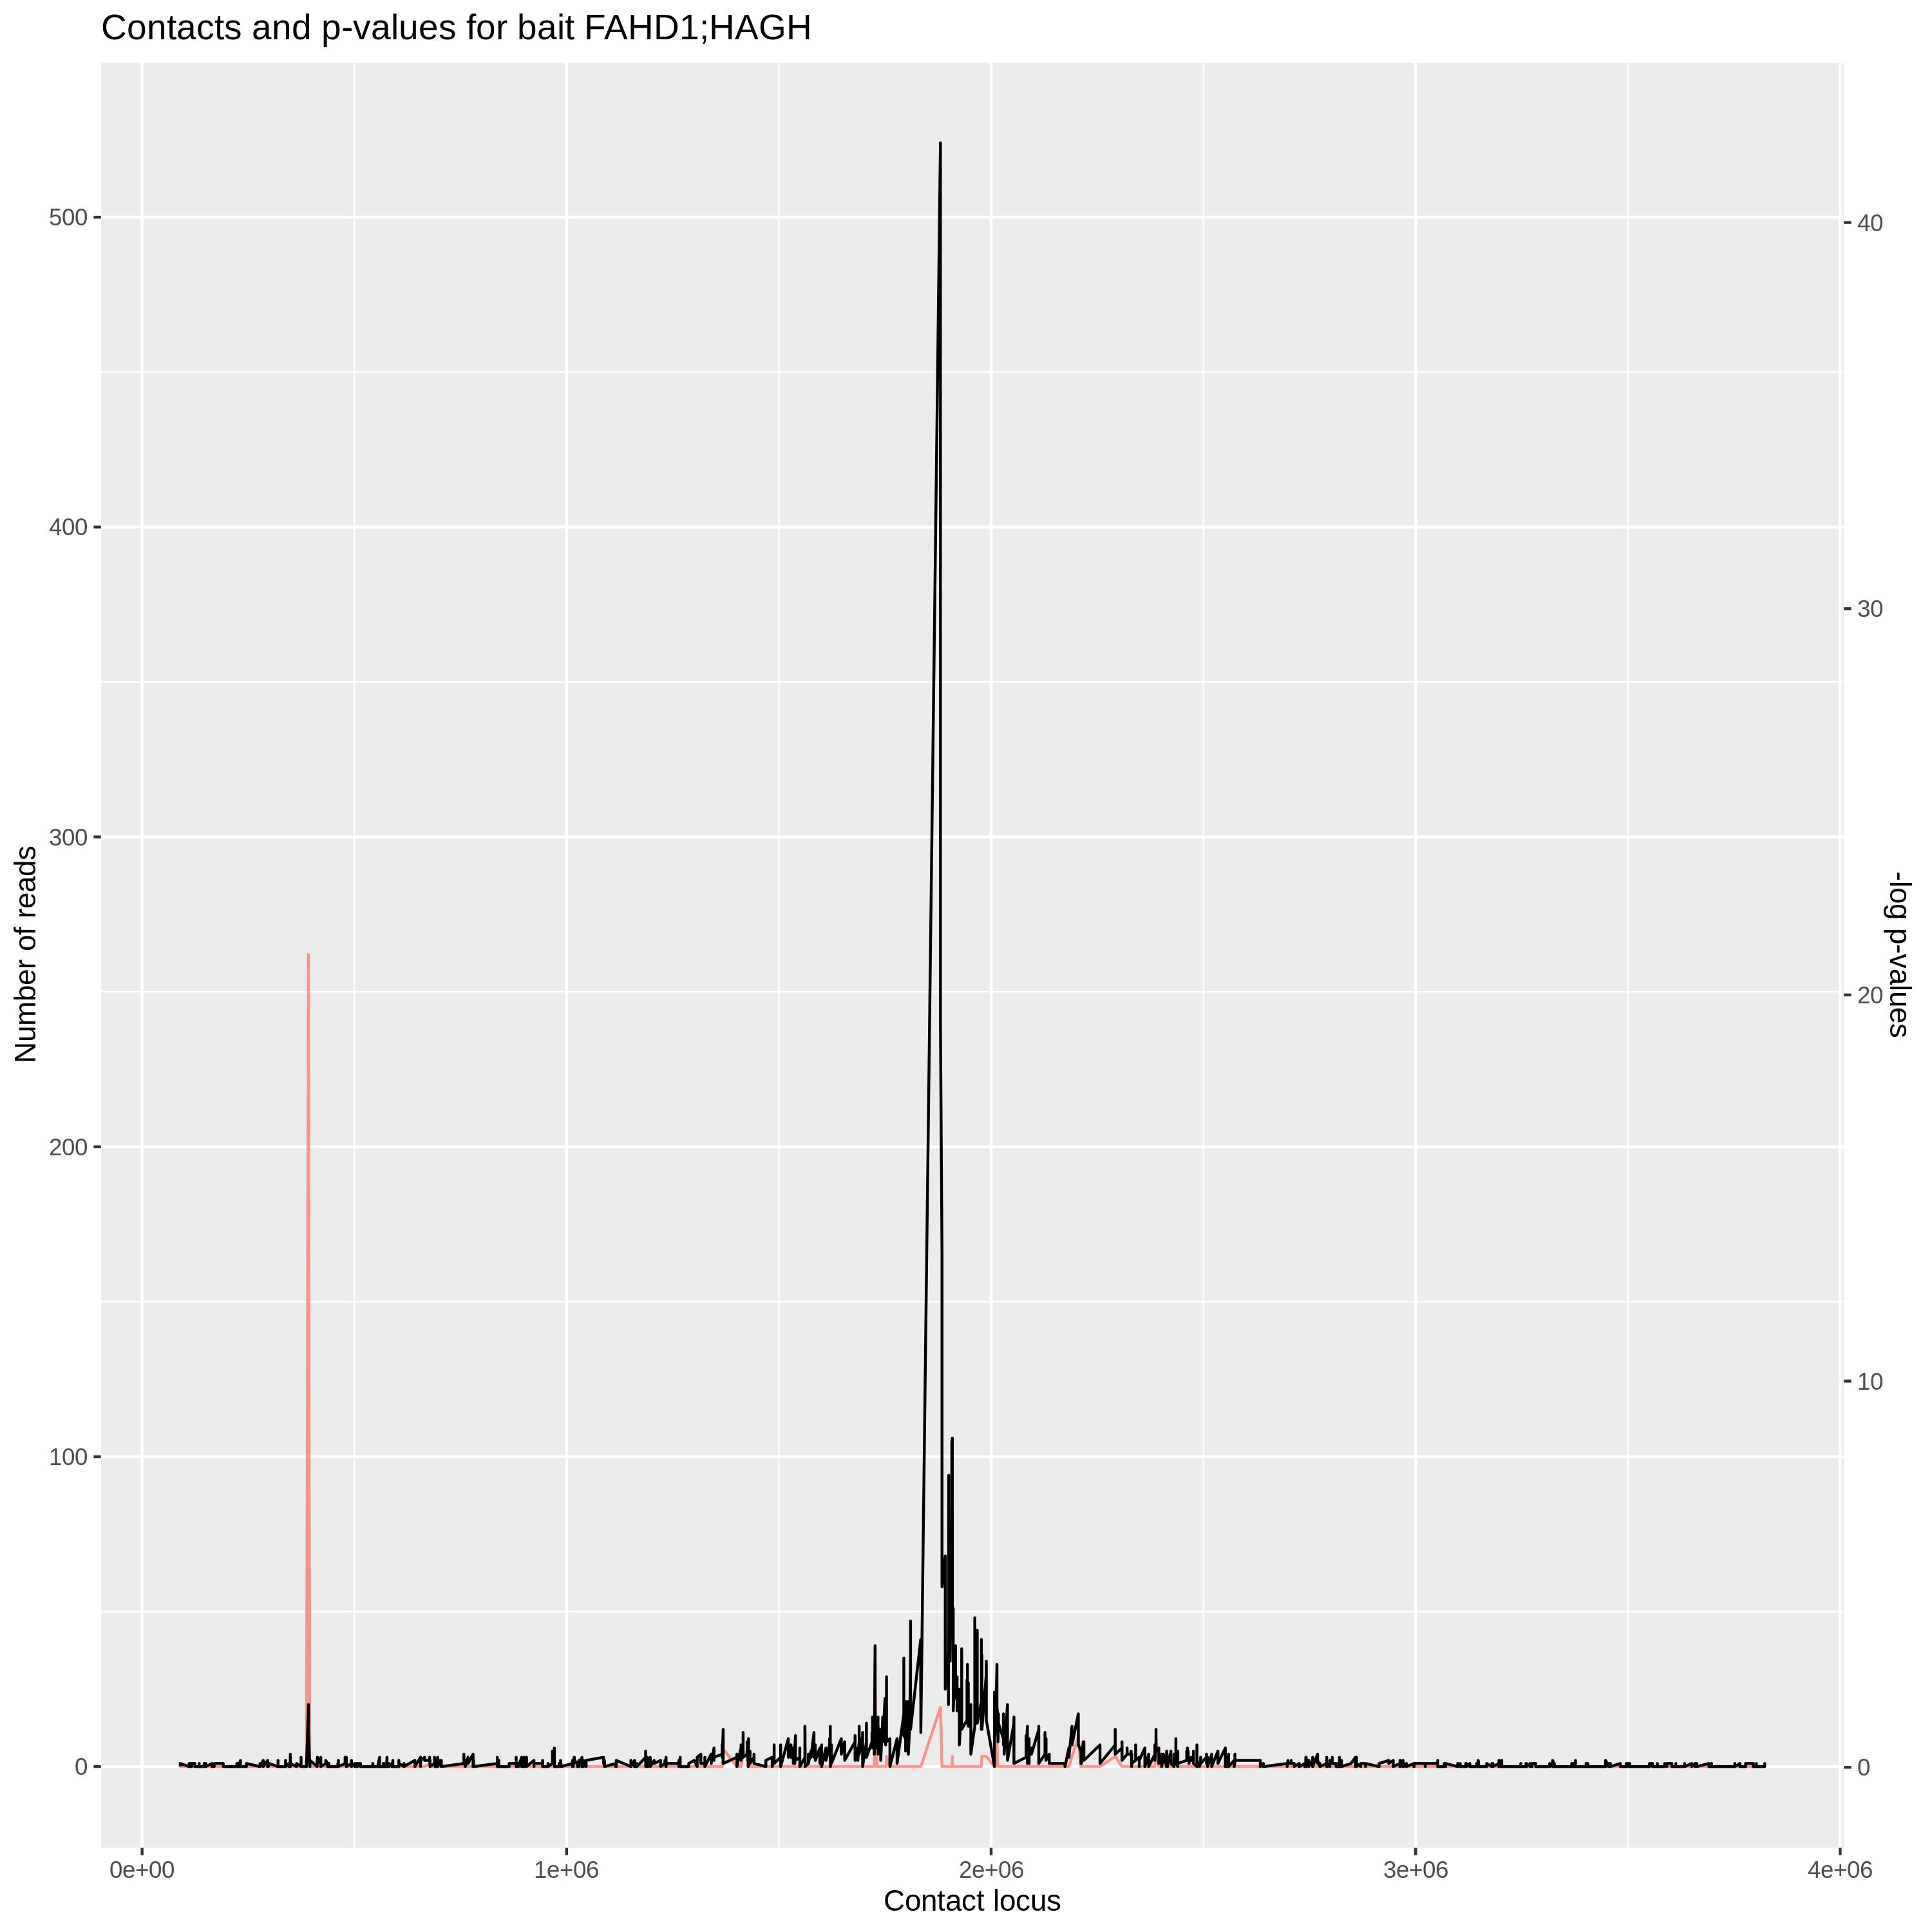 Contacts and p-values for bait FAHD1;HAGH
500
400
300
200
100
0
Number of reads
40
30
20
10
0
-log p-values
0e+00 1e+06 2e+06 3e+06 4e+06
Contact locus